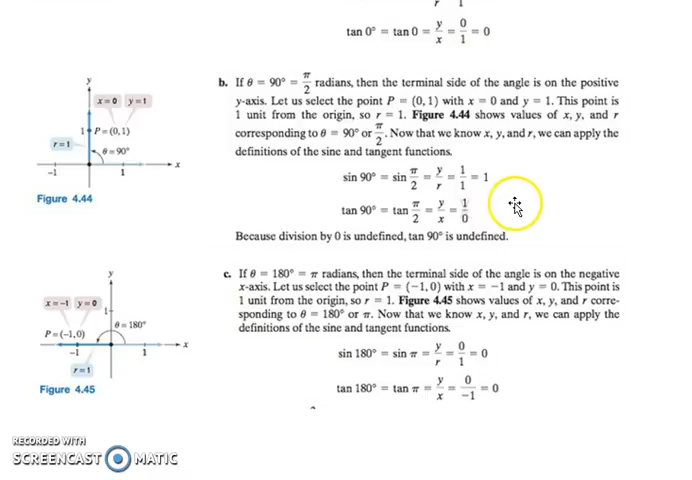 r 1
tan 0° = tan 0 = y/x = 0/1 = 0
b. If θ = 90° = π/2 radians, then the terminal side of the angle is on the positive
y-axis. Let us select the point P = (0, 1) with x = 0 and y = 1. This point is
1 unit from the origin, so r = 1. Figure 4.44 shows values of x, y, and r
corresponding to θ = 90° or π/2. Now that we know x, y, and r, we can apply the
definitions of the sine and tangent functions.
sin 90° = sin π/2 = y/r = 1/1 = 1
tan 90° = tan π/2 = y/x = 1/0
Because division by 0 is undefined, tan 90° is undefined.
y
x=0 y=1
1 P=(0,1)
r=1
θ=90°
x
−1 1
Figure 4.44
c. If θ = 180° = π radians, then the terminal side of the angle is on the negative
x-axis. Let us select the point P = (−1, 0) with x = −1 and y = 0. This point is
1 unit from the origin, so r = 1. Figure 4.45 shows values of x, y, and r corre-
sponding to θ = 180° or π. Now that we know x, y, and r, we can apply the
definitions of the sine and tangent functions.
sin 180° = sin π = y/r = 0/1 = 0
tan 180° = tan π = y/x = 0/−1 = 0
y
x=−1 y=0
1
θ=180°
P=(−1,0)
x
−1 1
r=1
Figure 4.45
RECORDED WITH
SCREENCAST MATIC